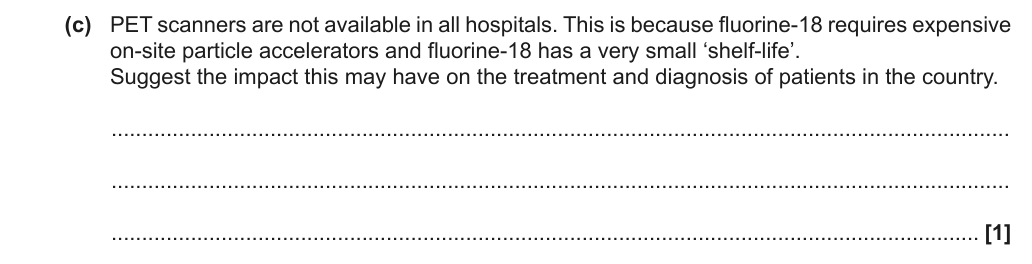 (c) PET scanners are not available in all hospitals. This is because fluorine-18 requires expensive
on-site particle accelerators and fluorine-18 has a very small ‘shelf-life’.
Suggest the impact this may have on the treatment and diagnosis of patients in the country.
[1]